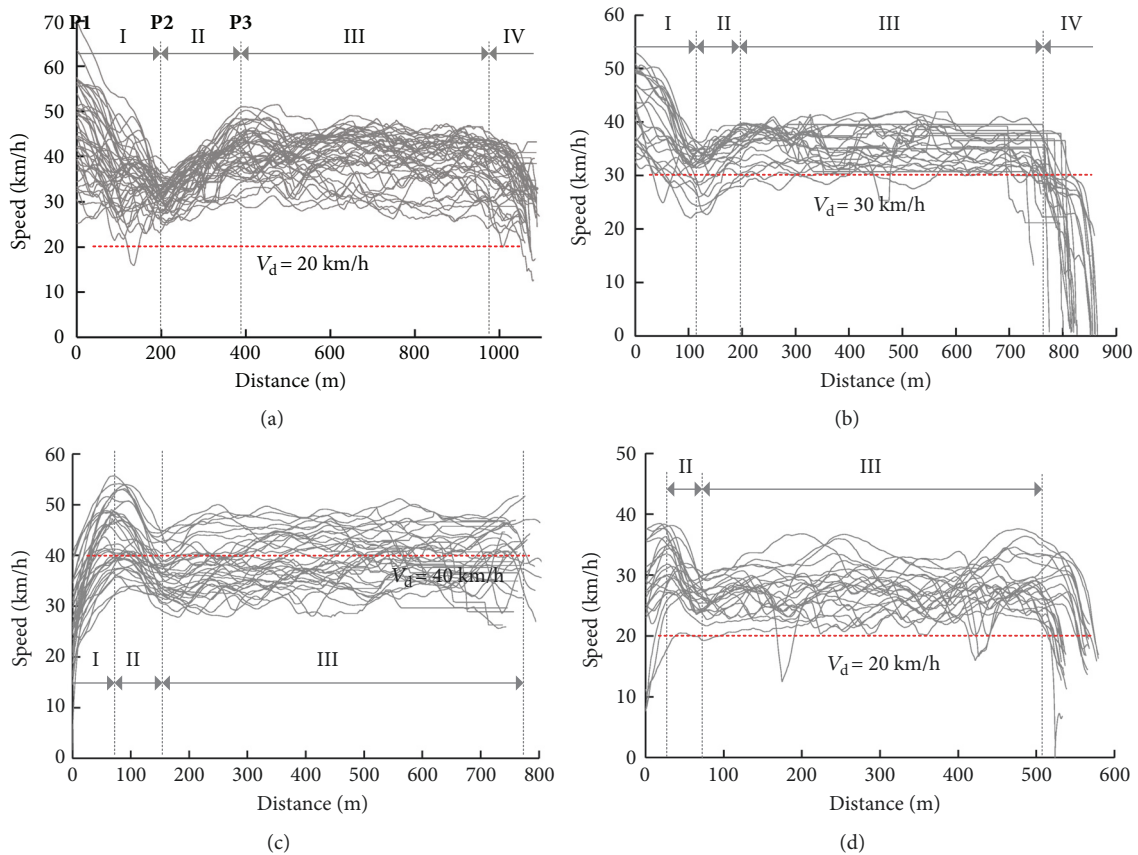 70
60
50
40
30
20
10
0
Speed (km/h)
P1 P2 P3
I II III IV
V_d = 20 km/h
0 200 400 600 800 1000
Distance (m)
(a)
60
50
40
30
20
10
0
Speed (km/h)
I II III IV
V_d = 30 km/h
0 100 200 300 400 500 600 700 800 900
Distance (m)
(b)
60
50
40
30
20
10
0
Speed (km/h)
V_d = 40 km/h
I II III
0 100 200 300 400 500 600 700 800
Distance (m)
(c)
50
40
30
20
10
0
Speed (km/h)
II III
V_d = 20 km/h
0 100 200 300 400 500 600
Distance (m)
(d)